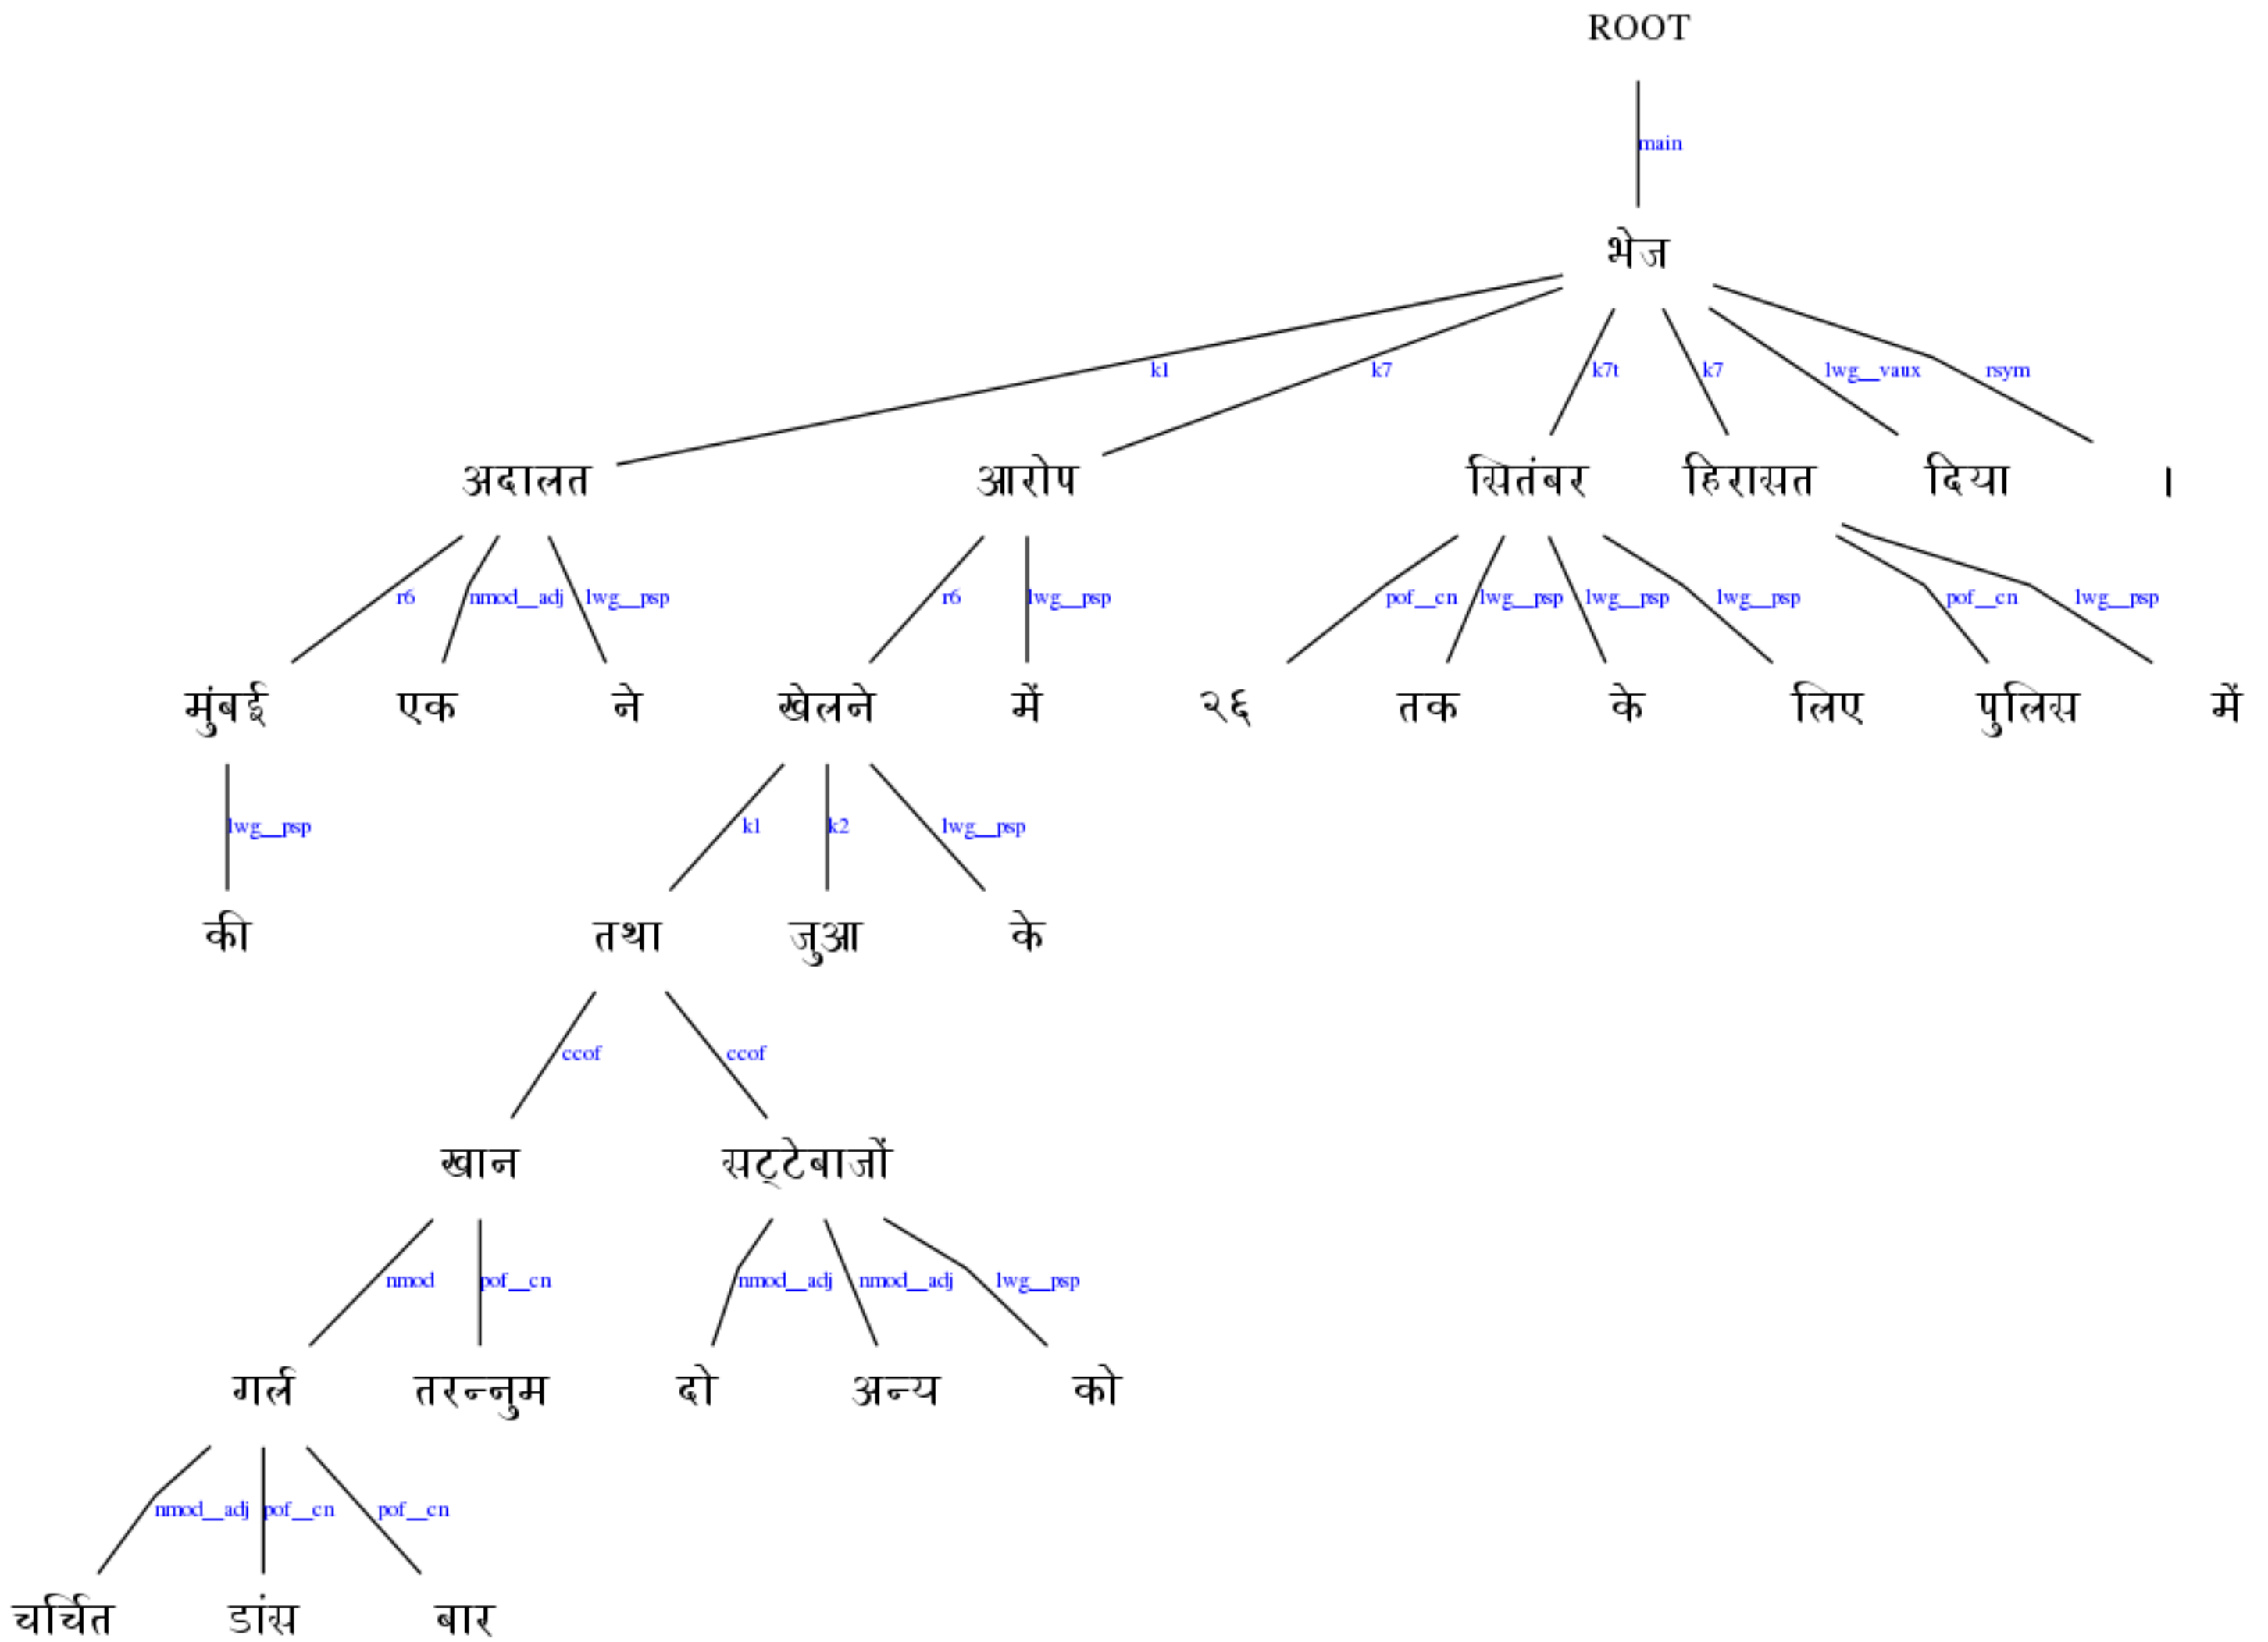 ROOT
main
भेज
k1 k7 k7t k7 lwg__vaux rsym
अदालत आरोप सितंबर हिरासत दिया ।
r6 nmod__adj lwg__psp r6 lwg__psp pof__cn lwg__psp lwg__psp lwg__psp pof__cn lwg__psp
मुंबई एक ने खेलने में २६ तक के लिए पुलिस में
lwg__psp k1 k2 lwg__psp
की तथा जुआ के
ccof ccof
खान सट्टेबाजों
nmod pof__cn nmod__adj nmod__adj lwg__psp
गर्ल तरन्नुम दो अन्य को
nmod__adj pof__cn pof__cn
चर्चित डांस बार